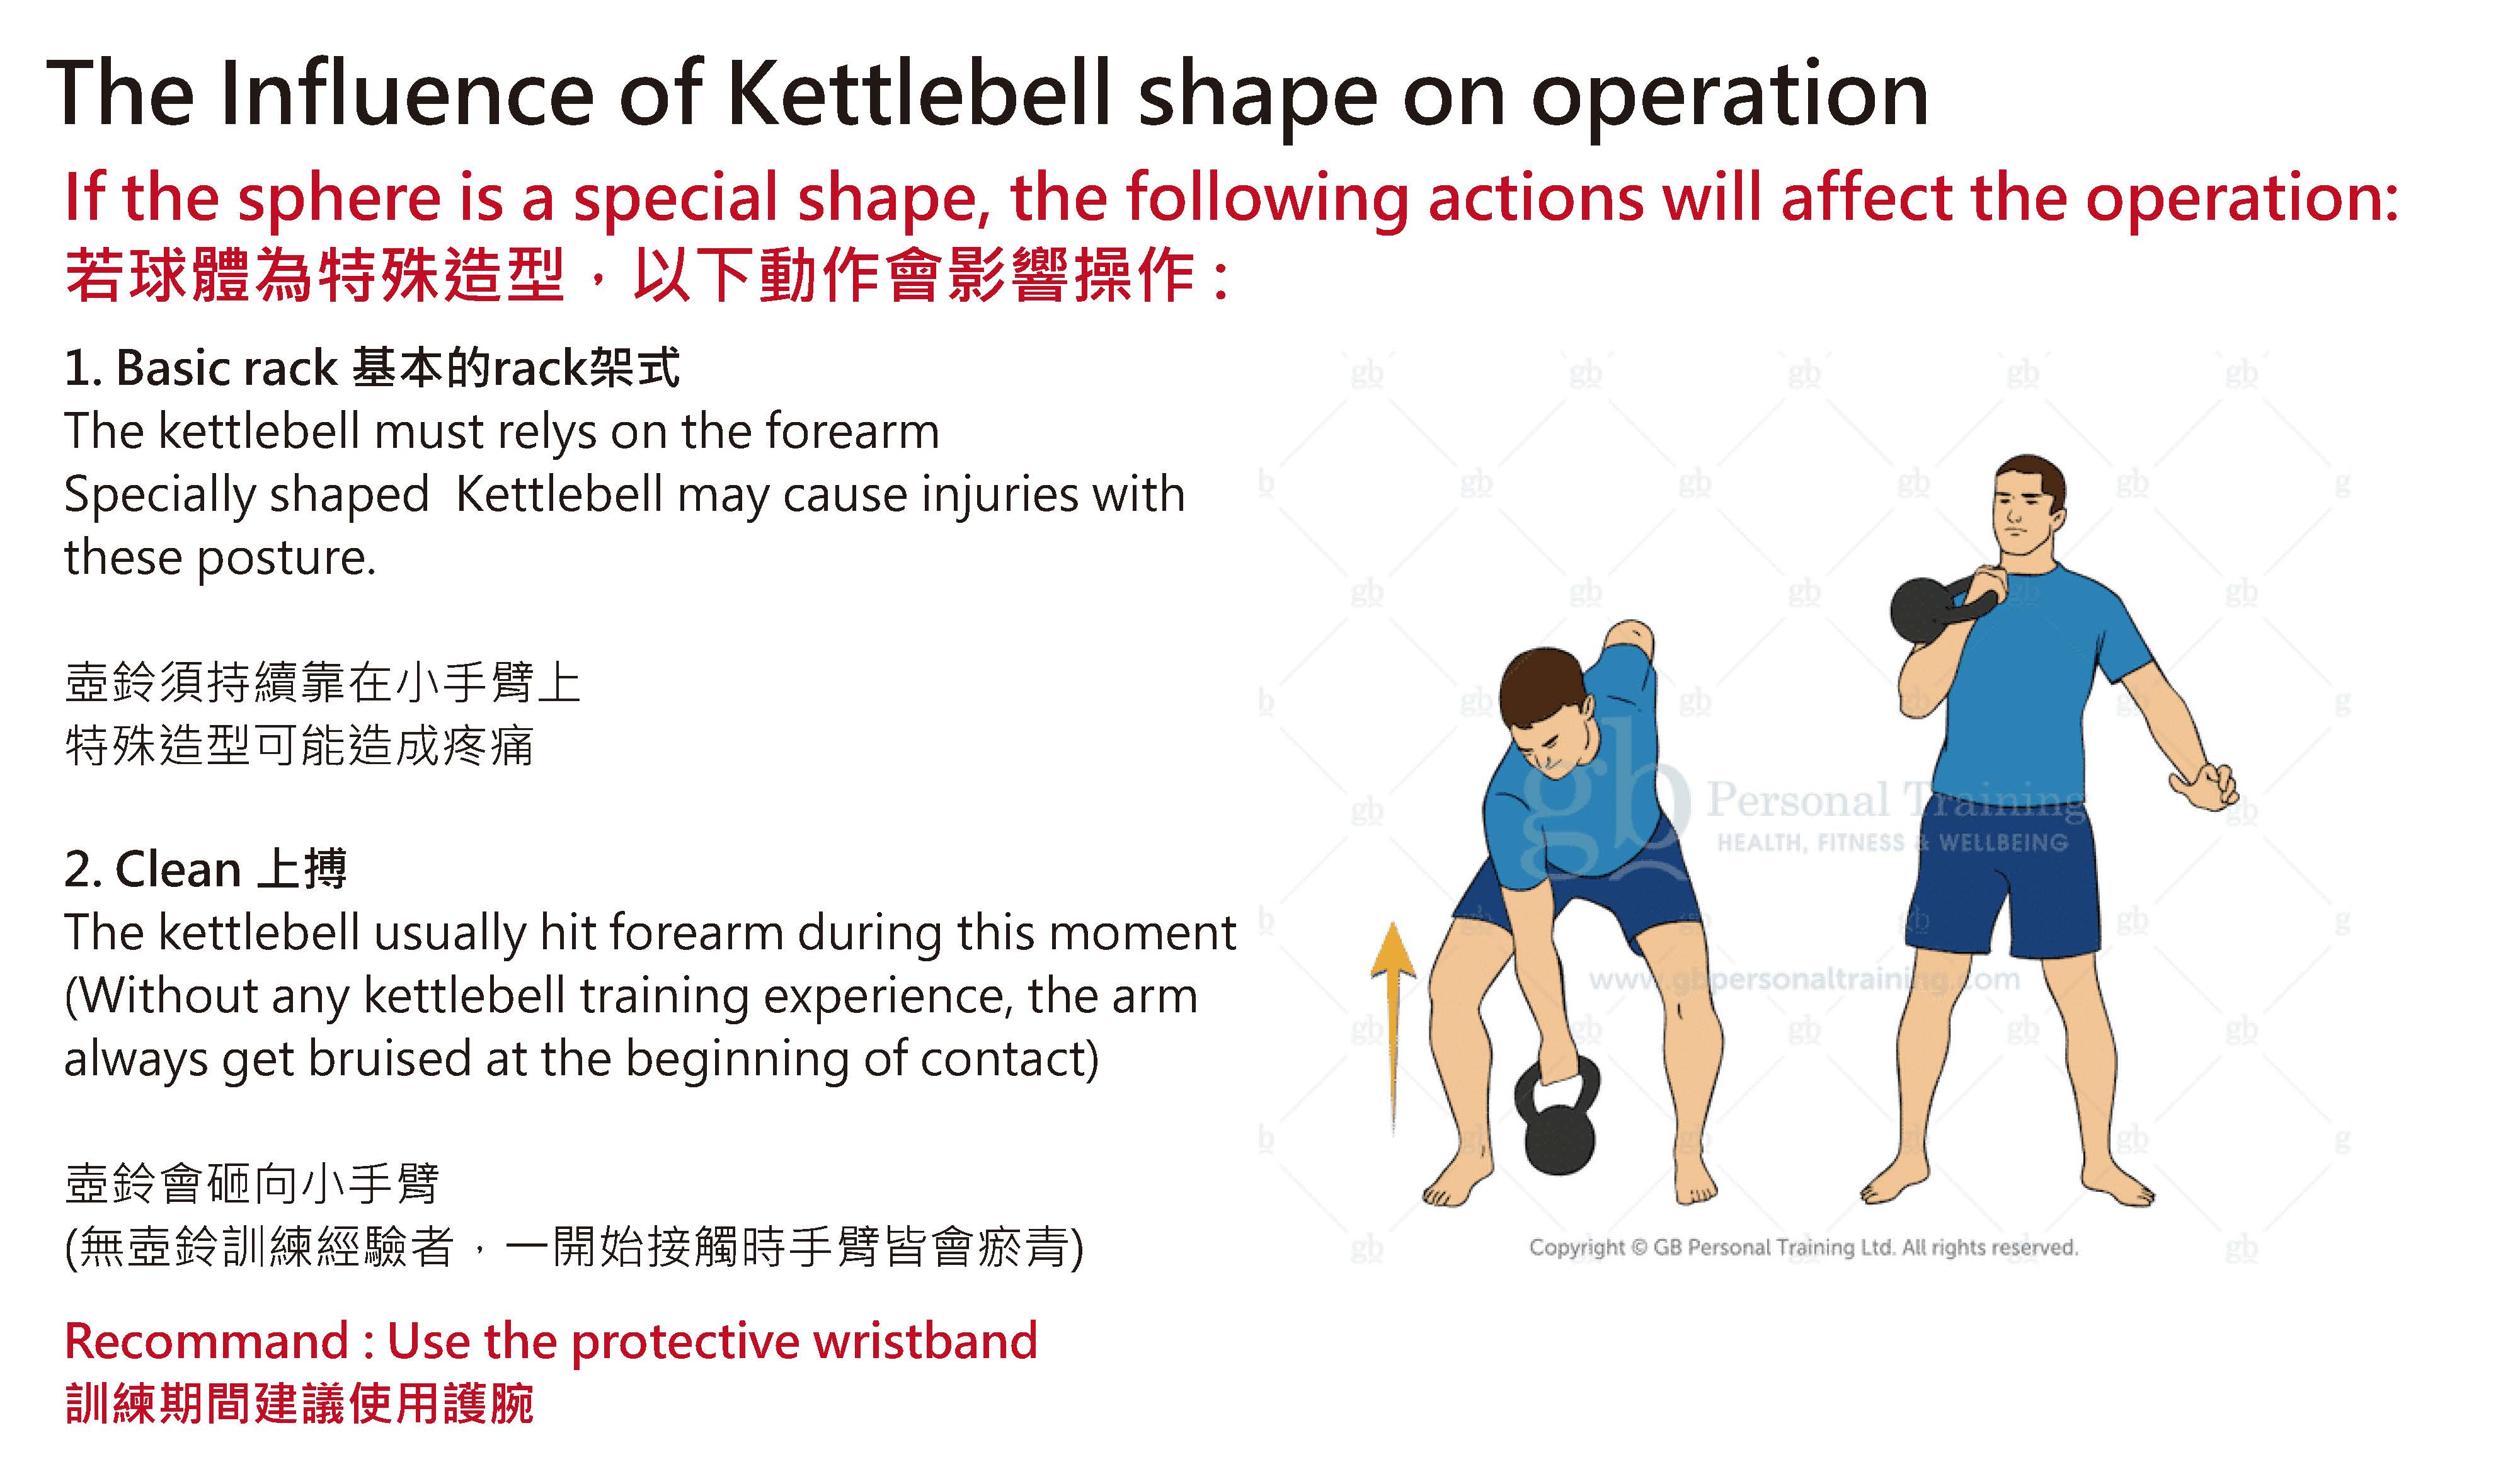 The Influence of Kettlebell shape on operation
If the sphere is a special shape, the following actions will affect the operation:
若球體為特殊造型，以下動作會影響操作：
1. Basic rack 基本的rack架式
The kettlebell must relys on the forearm
Specially shaped Kettlebell may cause injuries with
these posture.
壺鈴須持續靠在小手臂上
特殊造型可能造成疼痛
2. Clean 上搏
The kettlebell usually hit forearm during this moment
(Without any kettlebell training experience, the arm
always get bruised at the beginning of contact)
壺鈴會砸向小手臂
(無壺鈴訓練經驗者，一開始接觸時手臂皆會瘀青)
Recommand : Use the protective wristband
訓練期間建議使用護腕
gb Personal Training
HEALTH, FITNESS & WELLBEING
www.gbpersonaltraining.com
Copyright © GB Personal Training Ltd. All rights reserved.